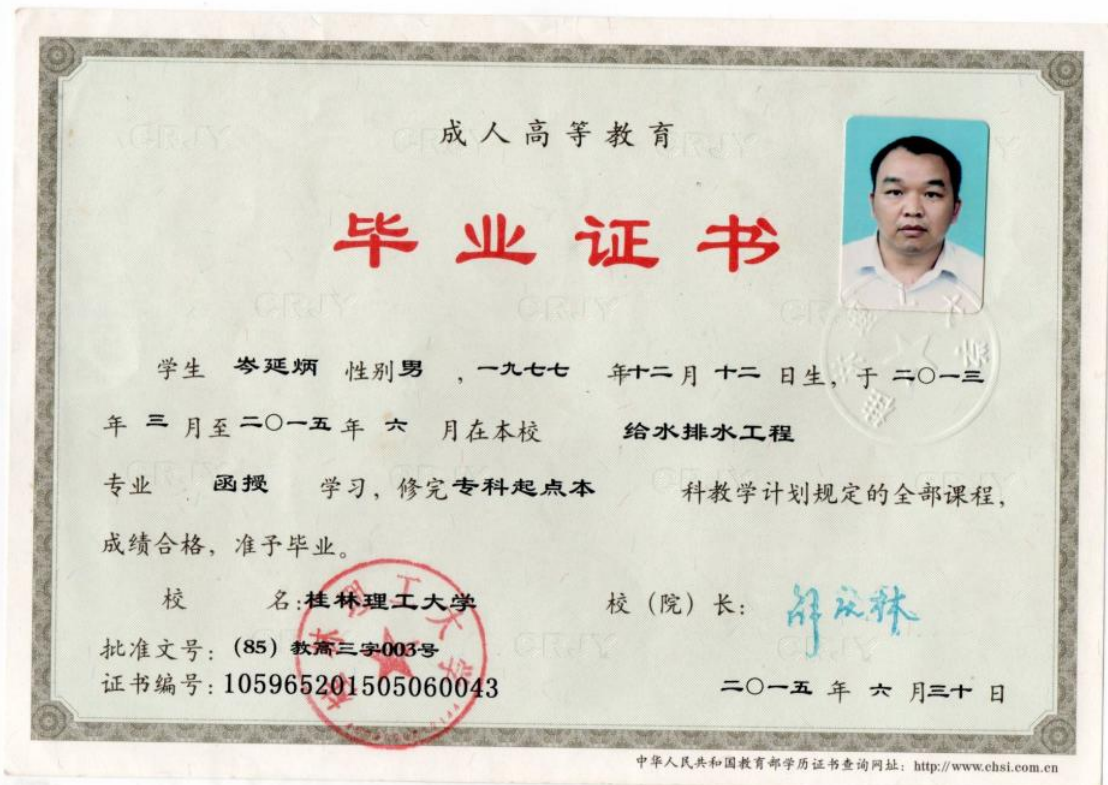 成人高等教育
毕业证书
学生 岑延炳 性别男 ,一九七七 年十二月 十二 日生,于 二〇一三
年 三 月至 二〇一五 年 六 月在本校 给水排水工程
专业 函授 学习,修完专科起点本 科教学计划规定的全部课程,
成绩合格,准予毕业。
校 名:桂林理工大学 校(院)长:
批准文号:(85)教高三字003号
证书编号:105965201505060043
二〇一五 年 六 月三十 日
桂林理工大学
中华人民共和国教育部学历证书查询网址:http://www.chsi.com.cn